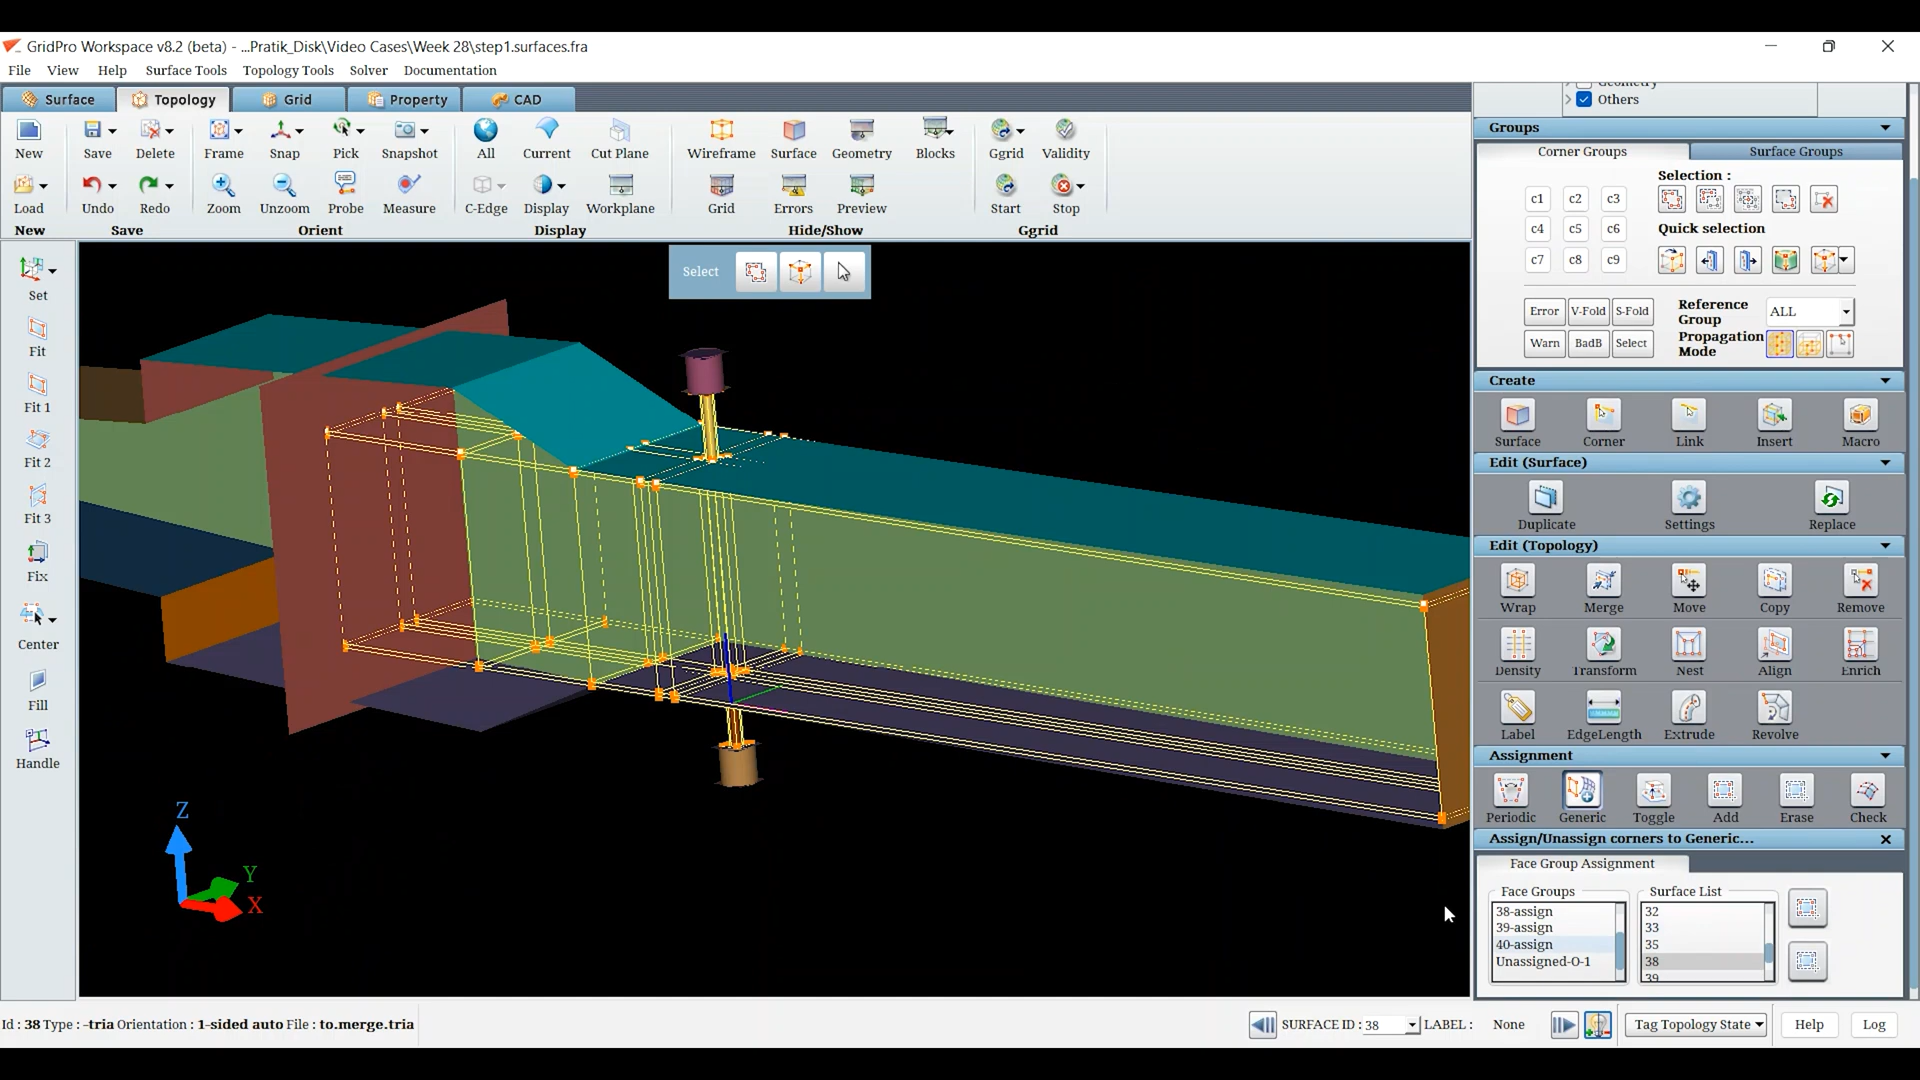 GridPro Workspace v8.2 (beta) - ...Pratik_Disk\Video Cases\Week 28\step1.surfaces.fra
File View Help Surface Tools Topology Tools Solver Documentation
Surface Topology Grid Property CAD
New Save Delete Frame Snap Pick Snapshot All Current Cut Plane Wireframe Surface Geometry Blocks Ggrid Validity
Load Undo Redo Zoom Unzoom Probe Measure C-Edge Display Workplane Grid Errors Preview Start Stop
New Save Orient Display Hide/Show Ggrid
Set
Fit
Fit 1
Fit 2
Fit 3
Fix
Center
Fill
Handle
Select
Z
Y
X
Geometry
Others
Groups
Corner Groups Surface Groups
Selection :
c1 c2 c3
c4 c5 c6
Quick selection
c7 c8 c9
Error V-Fold S-Fold
Reference Group ALL
Warn BadB Select
Propagation Mode
Create
Surface Corner Link Insert Macro
Edit (Surface)
Duplicate Settings Replace
Edit (Topology)
Wrap Merge Move Copy Remove
Density Transform Nest Align Enrich
Label EdgeLength Extrude Revolve
Assignment
Periodic Generic Toggle Add Erase Check
Assign/Unassign corners to Generic...
Face Group Assignment
Face Groups Surface List
38-assign 32
39-assign 33
40-assign 35
Unassigned-O-1 38
39
Id : 38 Type : -tria Orientation : 1-sided auto File : to.merge.tria
SURFACE ID : 38 LABEL : None Tag Topology State Help Log